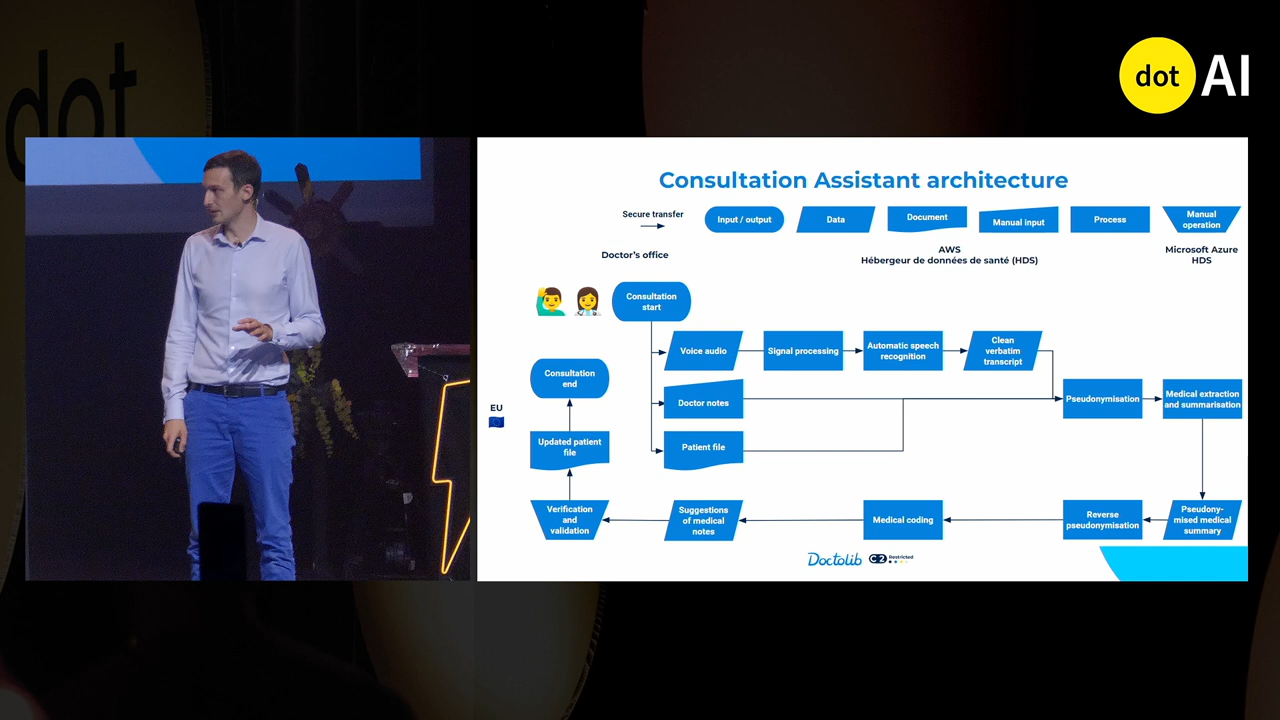 dot
dot AI
Consultation Assistant architecture
Secure transfer
Input / output
Data
Document
Manual input
Process
Manual
operation
Doctor's office
AWS
Hébergeur de données de santé (HDS)
Microsoft Azure
HDS
Consultation
start
Voice audio
Signal processing
Automatic speech
recognition
Clean
verbatim
transcript
Consultation
end
Doctor notes
Pseudonymisation
Medical extraction
and summarisation
EU
Updated patient
file
Patient file
Verification
and
validation
Suggestions
of medical
notes
Medical coding
Reverse
pseudonymisation
Pseudony-
mised medical
summary
Doctolib
C2 Restricted